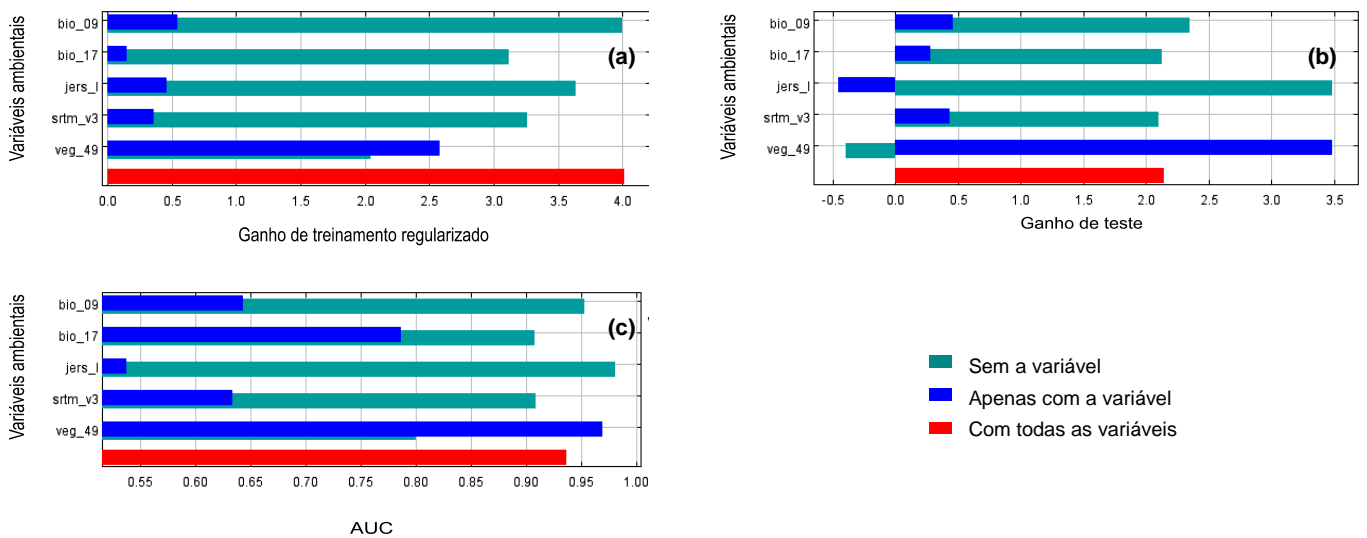 Variáveis ambientais
bio_09
bio_17
jers_l
srtm_v3
veg_49
(a)
0.0 0.5 1.0 1.5 2.0 2.5 3.0 3.5 4.0
Ganho de treinamento regularizado
Variáveis ambientais
bio_09
bio_17
jers_l
srtm_v3
veg_49
(b)
-0.5 0.0 0.5 1.0 1.5 2.0 2.5 3.0 3.5
Ganho de teste
Variáveis ambientais
bio_09
bio_17
jers_l
srtm_v3
veg_49
(c)
0.55 0.60 0.65 0.70 0.75 0.80 0.85 0.90 0.95 1.00
AUC
Sem a variável
Apenas com a variável
Com todas as variáveis